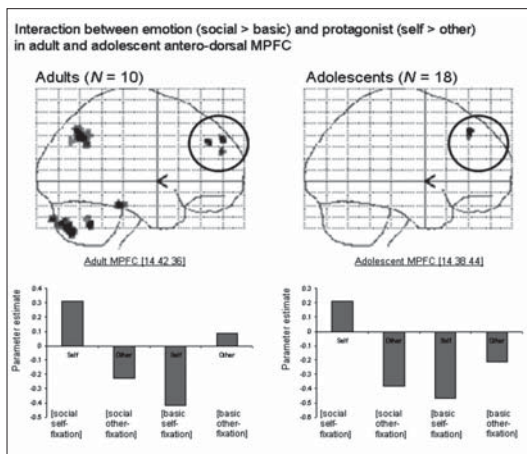 Interaction between emotion (social > basic) and protagonist (self > other)
in adult and adolescent antero-dorsal MPFC
Adults (N = 10)
Adolescents (N = 18)
<
<
Adult MPFC [14 42 36]
Adolescent MPFC [14 38 44]
Parameter estimate
0.4
0.3
0.2
0.1
0
-0.1
-0.2
-0.3
-0.4
-0.5
Self
Other
Self
Other
[social self-fixation]
[social other-fixation]
[basic self-fixation]
[basic other-fixation]
Parameter estimate
0.4
0.3
0.2
0.1
0
-0.1
-0.2
-0.3
-0.4
-0.5
-0.6
Self
Other
Self
Other
[social self-fixation]
[social other-fixation]
[basic self-fixation]
[basic other-fixation]